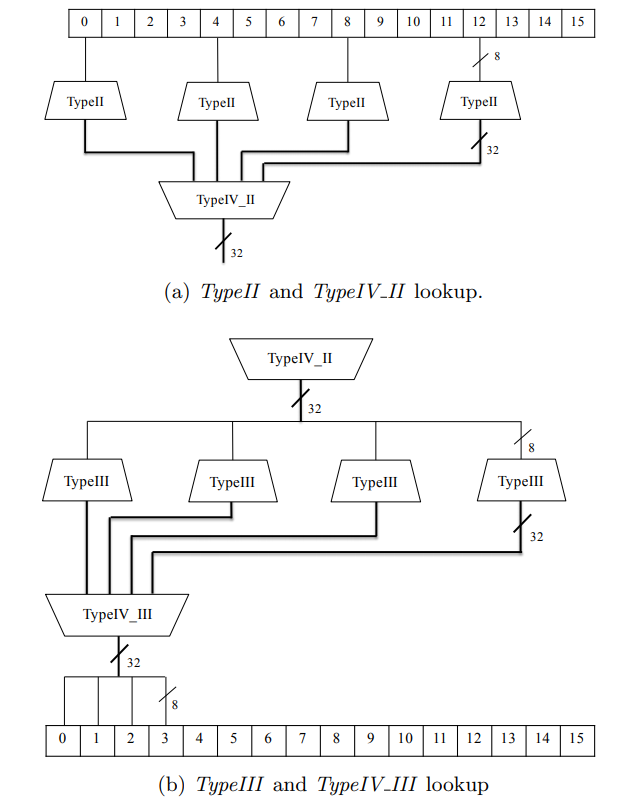 0 1 2 3 4 5 6 7 8 9 10 11 12 13 14 15
8
TypeII TypeII TypeII TypeII
32
TypeIV_II
32
(a) TypeII and TypeIV_II lookup.
TypeIV_II
32
8
TypeIII TypeIII TypeIII TypeIII
32
TypeIV_III
32
8
0 1 2 3 4 5 6 7 8 9 10 11 12 13 14 15
(b) TypeIII and TypeIV_III lookup